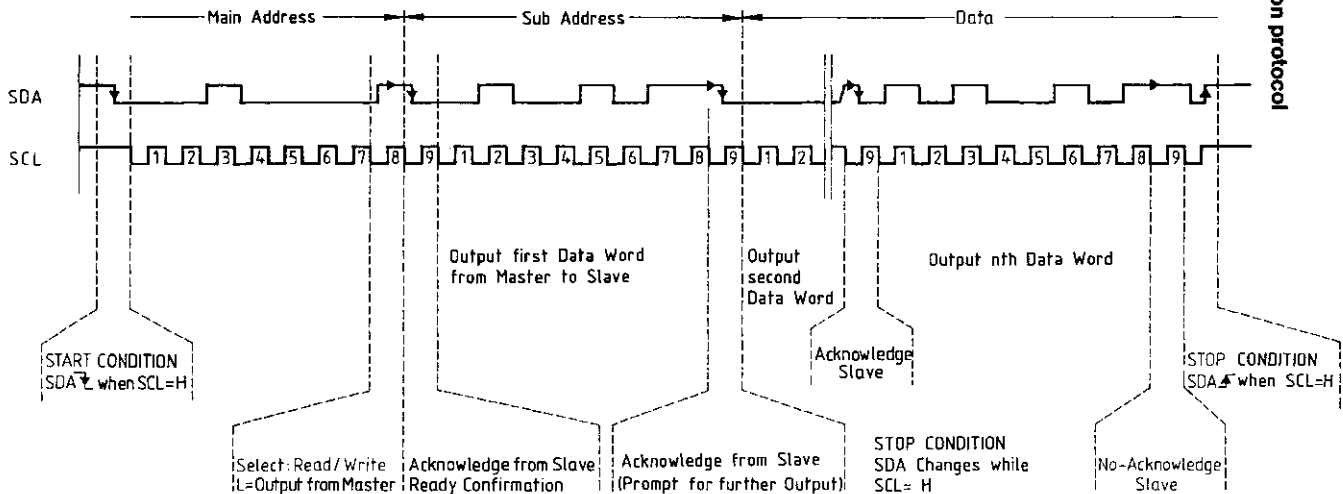 on protocol
Main Address
Sub Address
Data
SDA
SCL
1 2 3 4 5 6 7 8 9 1 2 3 4 5 6 7 8 9 1 2 9 1 2 3 4 5 6 7 8 9
Output first Data Word
from Master to Slave
Output
second
Data Word
Output nth Data Word
START CONDITION
SDA when SCL=H
Acknowledge
Slave
STOP CONDITION
SDA when SCL=H
Select: Read/Write
L=Output from Master
Acknowledge from Slave
Ready Confirmation
Acknowledge from Slave
(Prompt for further Output)
STOP CONDITION
SDA Changes while
SCL= H
No-Acknowledge
Slave